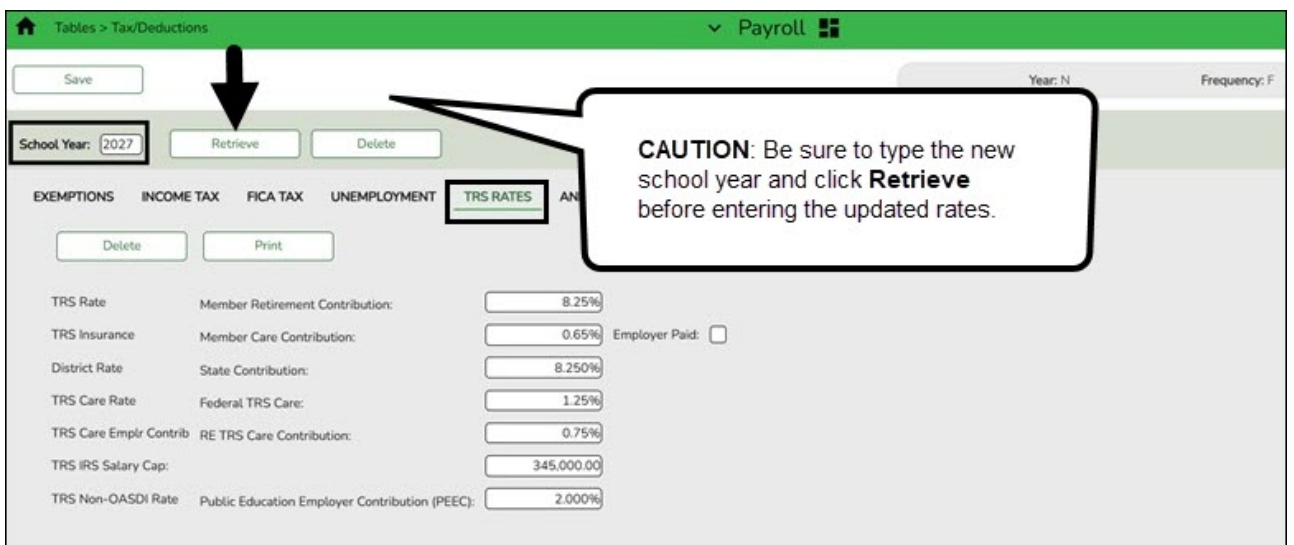 Tables > Tax/Deductions
Payroll
Save
Year: N Frequency: F
School Year: 2027 Retrieve Delete
CAUTION: Be sure to type the new
school year and click Retrieve
before entering the updated rates.
EXEMPTIONS INCOME TAX FICA TAX UNEMPLOYMENT TRS RATES AN
Delete Print
TRS Rate Member Retirement Contribution: 8.25%
TRS Insurance Member Care Contribution: 0.65% Employer Paid:
District Rate State Contribution: 8.250%
TRS Care Rate Federal TRS Care: 1.25%
TRS Care Emplr Contrib RE TRS Care Contribution: 0.75%
TRS IRS Salary Cap: 345,000.00
TRS Non-OASDI Rate Public Education Employer Contribution (PEEC): 2.000%